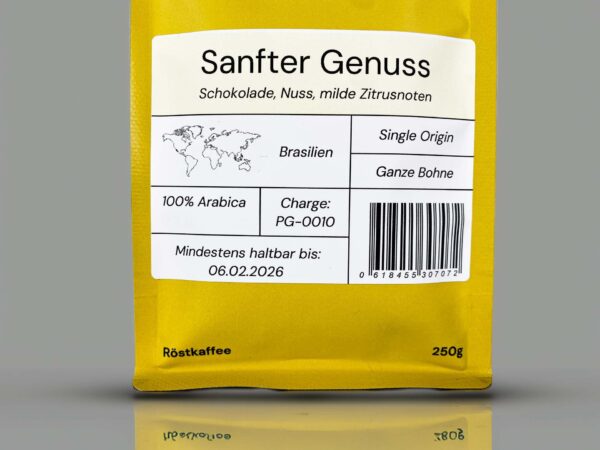 Sanfter Genuss
Schokolade, Nuss, milde Zitrusnoten
Brasilien
Single Origin
Ganze Bohne
100% Arabica
Charge:
PG-0010
Mindestens haltbar bis:
06.02.2026
0 618455 307072
Röstkaffee
250g